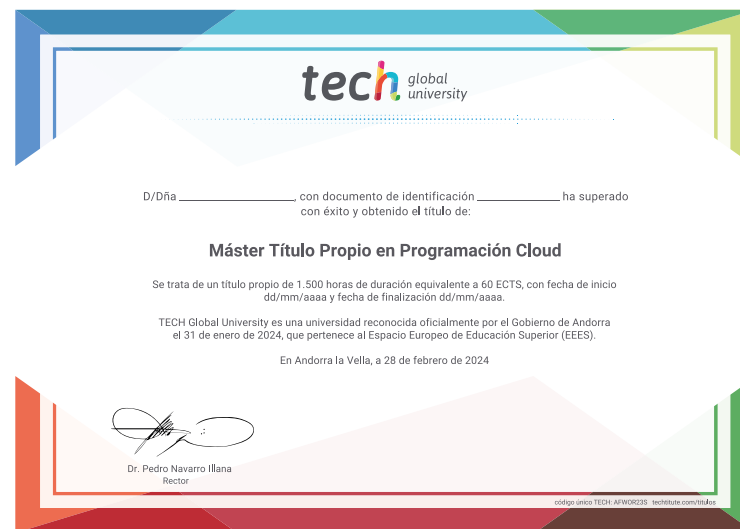 tech global university
D/Dña ____________, con documento de identificación ____________ ha superado
con éxito y obtenido el título de:
Máster Título Propio en Programación Cloud
Se trata de un título propio de 1.500 horas de duración equivalente a 60 ECTS, con fecha de inicio
dd/mm/aaaa y fecha de finalización dd/mm/aaaa.
TECH Global University es una universidad reconocida oficialmente por el Gobierno de Andorra
el 31 de enero de 2024, que pertenece al Espacio Europeo de Educación Superior (EEES).
En Andorra la Vella, a 28 de febrero de 2024
Dr. Pedro Navarro Illana
Rector
código único TECH: AFWOR23S techtitute.com/titulos